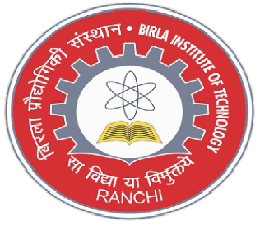 बिरला प्रौद्योगिकी संस्थान • BIRLA INSTITUTE OF TECHNOLOGY
सा विद्या या विमुक्तये
RANCHI